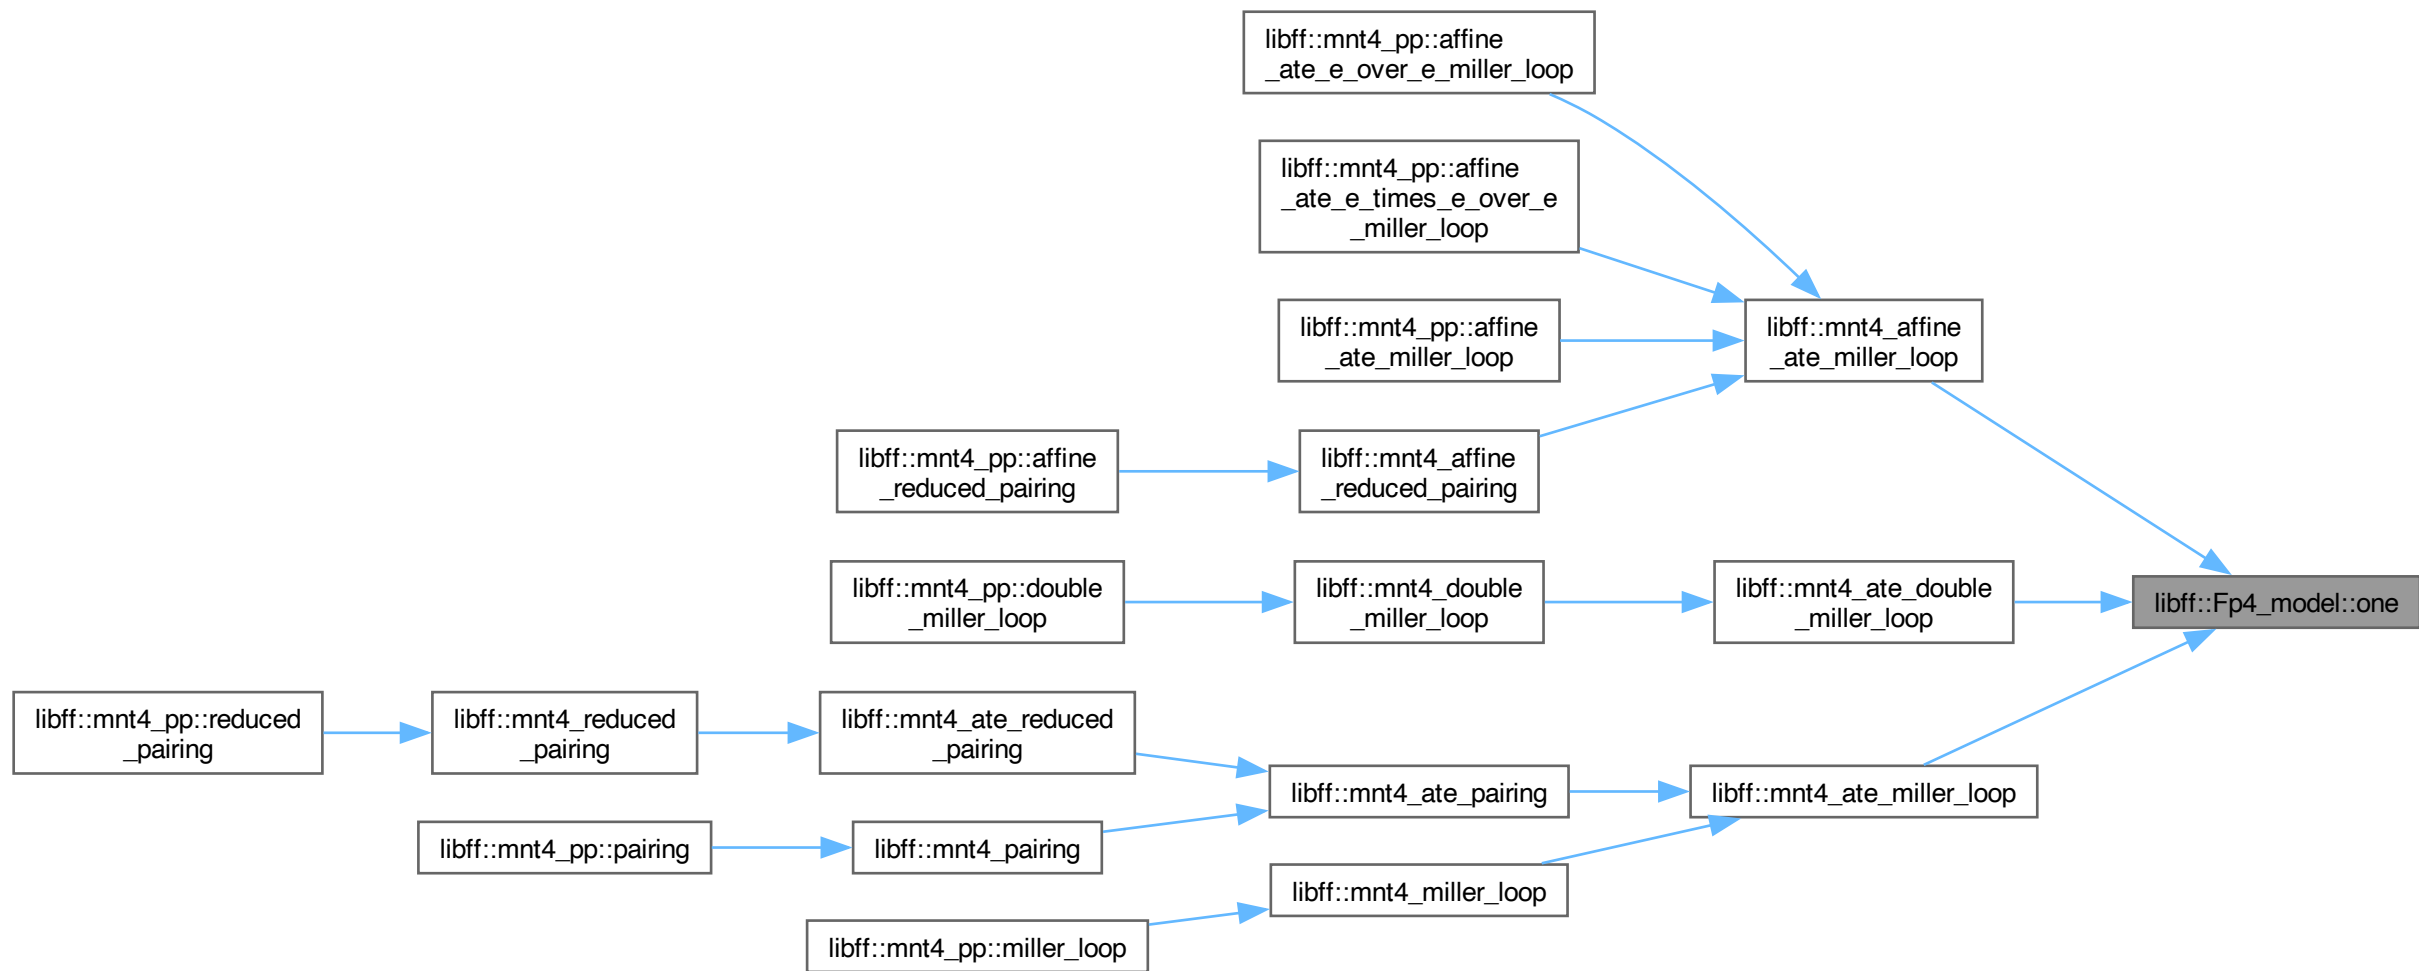 libff::mnt4_pp::affine
_ate_e_over_e_miller_loop
libff::mnt4_pp::affine
_ate_e_times_e_over_e
_miller_loop
libff::mnt4_pp::affine
_ate_miller_loop
libff::mnt4_affine
_ate_miller_loop
libff::mnt4_pp::affine
_reduced_pairing
libff::mnt4_affine
_reduced_pairing
libff::mnt4_pp::double
_miller_loop
libff::mnt4_double
_miller_loop
libff::mnt4_ate_double
_miller_loop
libff::Fp4_model::one
libff::mnt4_pp::reduced
_pairing
libff::mnt4_reduced
_pairing
libff::mnt4_ate_reduced
_pairing
libff::mnt4_ate_pairing
libff::mnt4_ate_miller_loop
libff::mnt4_pp::pairing
libff::mnt4_pairing
libff::mnt4_miller_loop
libff::mnt4_pp::miller_loop